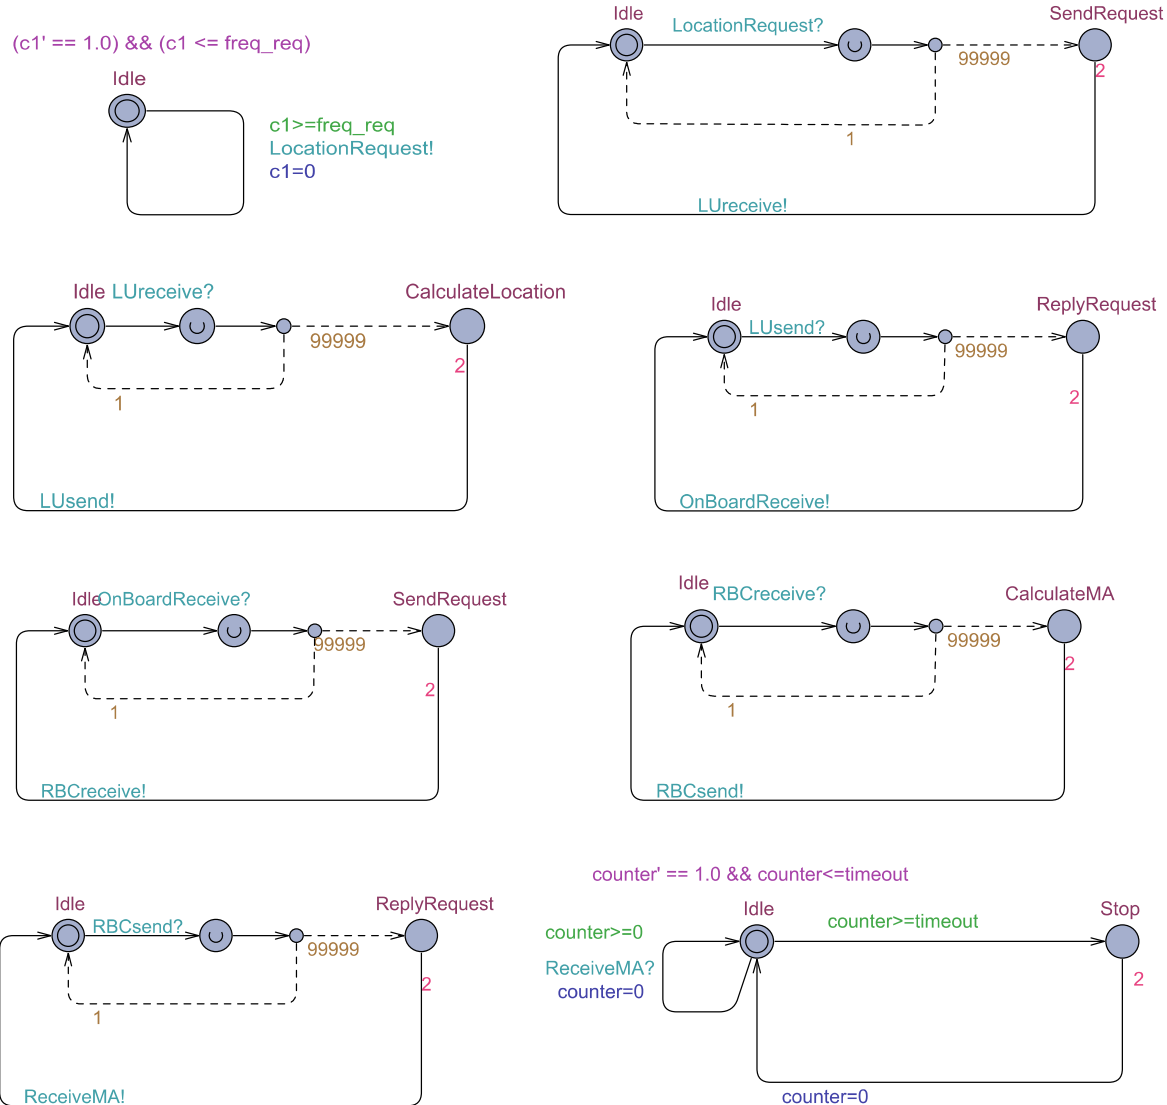 (c1' == 1.0) && (c1 <= freq_req)
Idle
c1>=freq_req
LocationRequest!
c1=0
Idle
LocationRequest?
SendRequest
99999
2
1
LUreceive!
Idle
LUreceive?
CalculateLocation
99999
2
1
LUsend!
Idle
LUsend?
ReplyRequest
99999
2
1
OnBoardReceive!
Idle
OnBoardReceive?
SendRequest
99999
2
1
RBCreceive!
Idle
RBCreceive?
CalculateMA
99999
2
1
RBCsend!
Idle
RBCsend?
ReplyRequest
99999
2
1
ReceiveMA!
counter' == 1.0 && counter<=timeout
Idle
Stop
counter>=0
counter>=timeout
ReceiveMA?
counter=0
2
counter=0